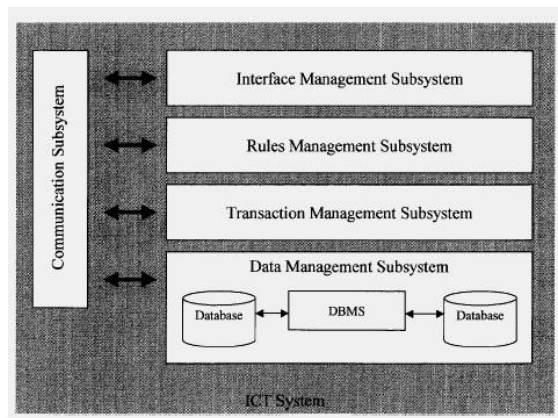 Communication Subsystem
Interface Management Subsystem
Rules Management Subsystem
Transaction Management Subsystem
Data Management Subsystem
Database
DBMS
Database
ICT System